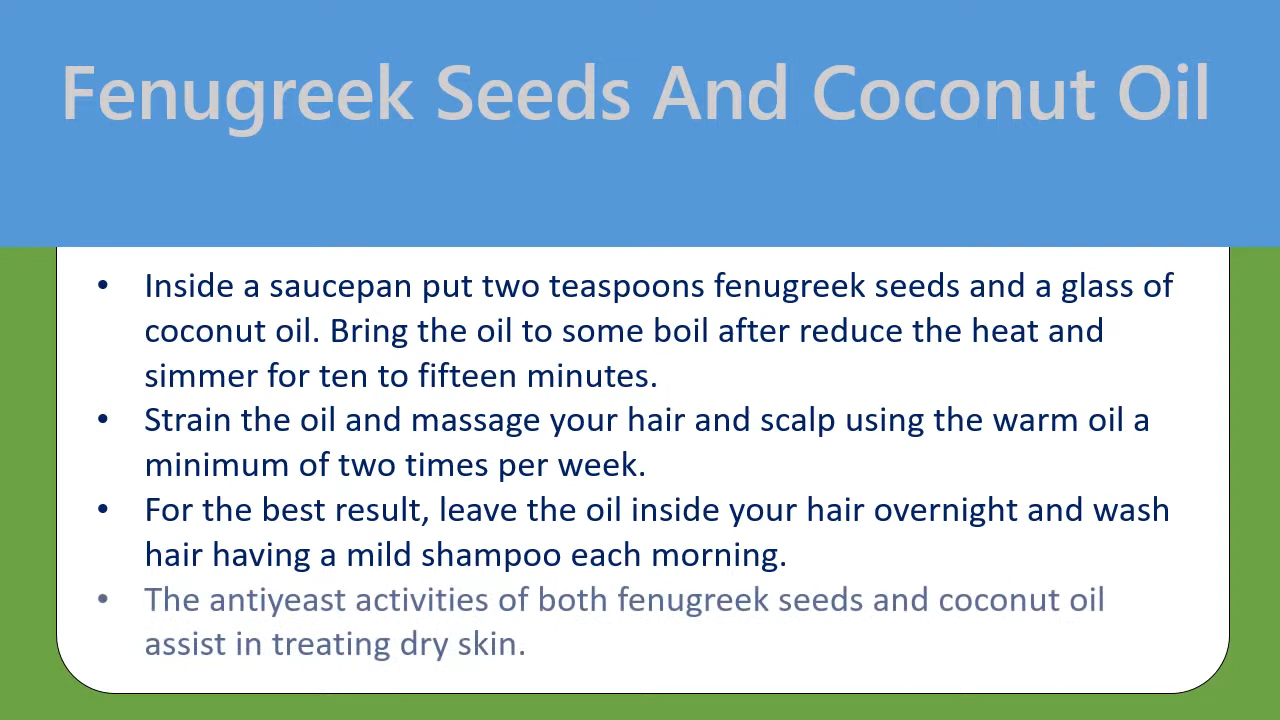 Fenugreek Seeds And Coconut Oil
• Inside a saucepan put two teaspoons fenugreek seeds and a glass of
coconut oil. Bring the oil to some boil after reduce the heat and
simmer for ten to fifteen minutes.
• Strain the oil and massage your hair and scalp using the warm oil a
minimum of two times per week.
• For the best result, leave the oil inside your hair overnight and wash
hair having a mild shampoo each morning.
• The antiyeast activities of both fenugreek seeds and coconut oil
assist in treating dry skin.